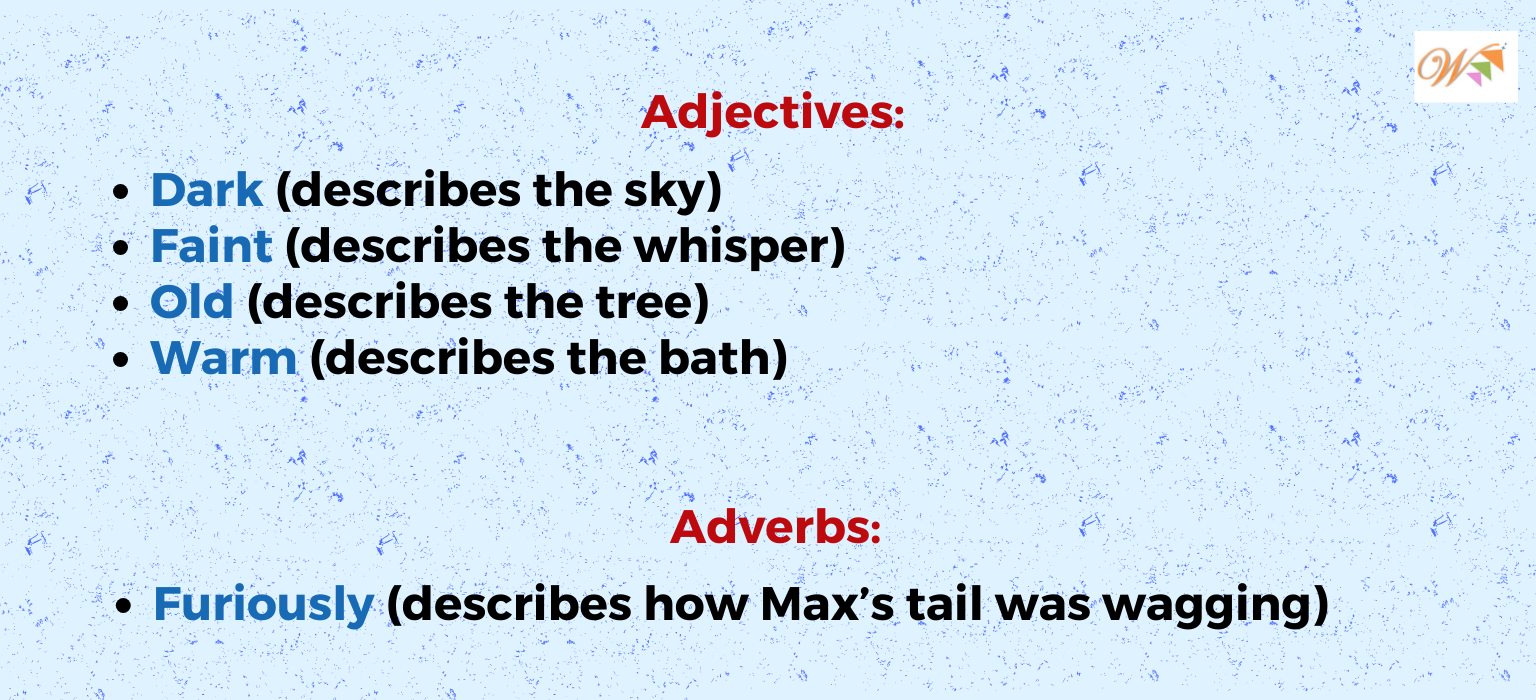 W
Adjectives:
• Dark (describes the sky)
• Faint (describes the whisper)
• Old (describes the tree)
• Warm (describes the bath)
Adverbs:
• Furiously (describes how Max’s tail was wagging)